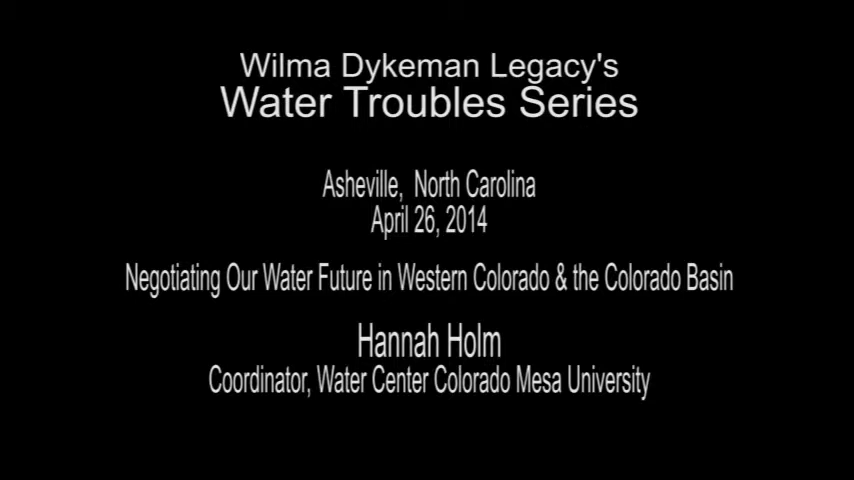 Wilma Dykeman Legacy's
Water Troubles Series
Asheville, North Carolina
April 26, 2014
Negotiating Our Water Future in Western Colorado & the Colorado Basin
Hannah Holm
Coordinator, Water Center Colorado Mesa University